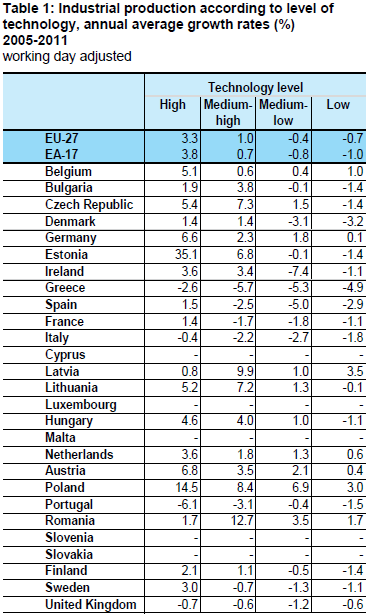 Table 1: Industrial production according to level of
technology, annual average growth rates (%)
2005-2011
working day adjusted
Technology level
High Medium-high Medium-low Low
EU-27 3.3 1.0 -0.4 -0.7
EA-17 3.8 0.7 -0.8 -1.0
Belgium 5.1 0.6 0.4 1.0
Bulgaria 1.9 3.8 -0.1 -1.4
Czech Republic 5.4 7.3 1.5 -1.4
Denmark 1.4 1.4 -3.1 -3.2
Germany 6.6 2.3 1.8 0.1
Estonia 35.1 6.8 -0.1 -1.4
Ireland 3.6 3.4 -7.4 -1.1
Greece -2.6 -5.7 -5.3 -4.9
Spain 1.5 -2.5 -5.0 -2.9
France 1.4 -1.7 -1.8 -1.1
Italy -0.4 -2.2 -2.7 -1.8
Cyprus - - - -
Latvia 0.8 9.9 1.0 3.5
Lithuania 5.2 7.2 1.3 -0.1
Luxembourg - - - -
Hungary 4.6 4.0 1.0 -1.1
Malta - - - -
Netherlands 3.6 1.8 1.3 0.6
Austria 6.8 3.5 2.1 0.4
Poland 14.5 8.4 6.9 3.0
Portugal -6.1 -3.1 -0.4 -1.5
Romania 1.7 12.7 3.5 1.7
Slovenia - - - -
Slovakia - - - -
Finland 2.1 1.1 -0.5 -1.4
Sweden 3.0 -0.7 -1.3 -1.1
United Kingdom -0.7 -0.6 -1.2 -0.6